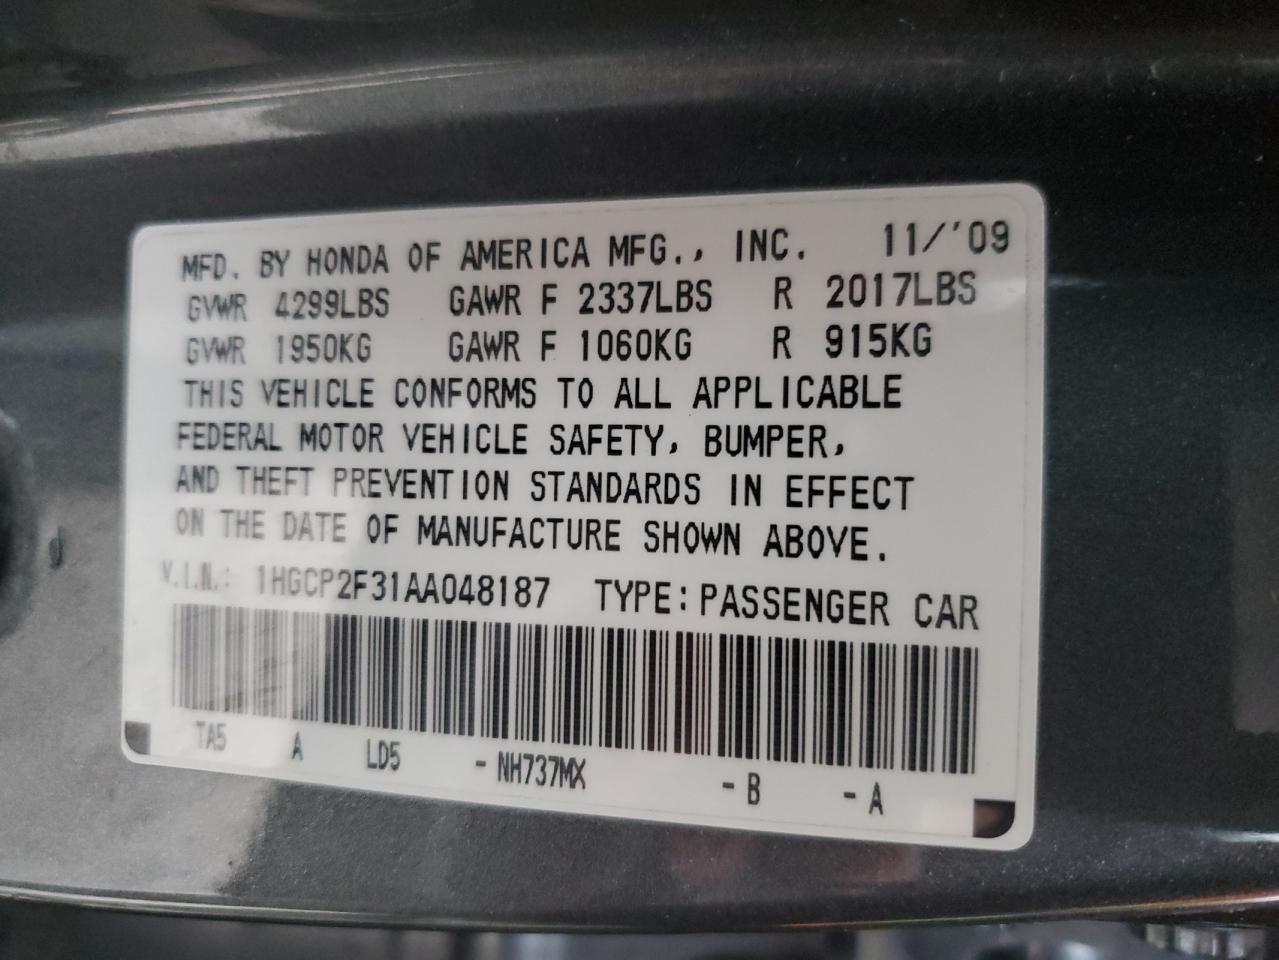 MFD. BY HONDA OF AMERICA MFG., INC. 11/'09
GVWR 4299LBS GAWR F 2337LBS R 2017LBS
GVWR 1950KG GAWR F 1060KG R 915KG
THIS VEHICLE CONFORMS TO ALL APPLICABLE
FEDERAL MOTOR VEHICLE SAFETY, BUMPER,
AND THEFT PREVENTION STANDARDS IN EFFECT
ON THE DATE OF MANUFACTURE SHOWN ABOVE.
V.I.N.: 1HGCP2F31AA048187 TYPE: PASSENGER CAR
TA5 A LD5 - NH737MX - B - A